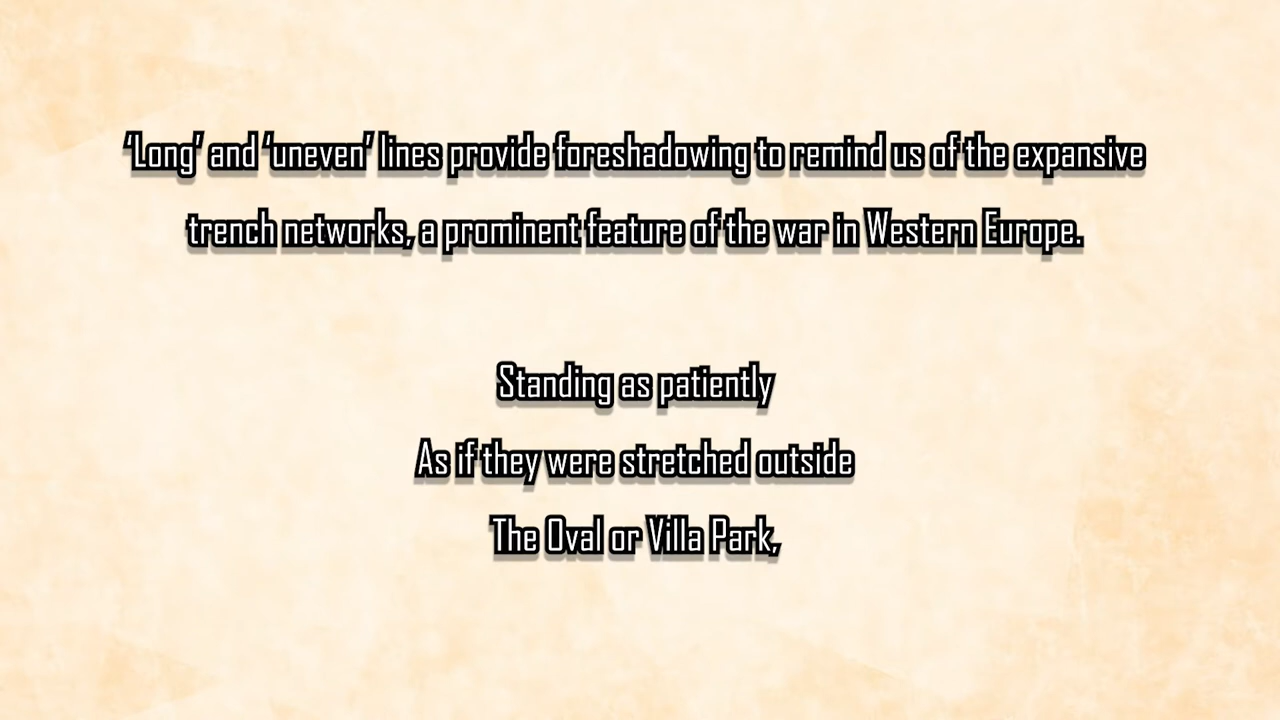 ‘Long’ and ‘uneven’ lines provide foreshadowing to remind us of the expansive
trench networks, a prominent feature of the war in Western Europe.
Standing as patiently
As if they were stretched outside
The Oval or Villa Park,